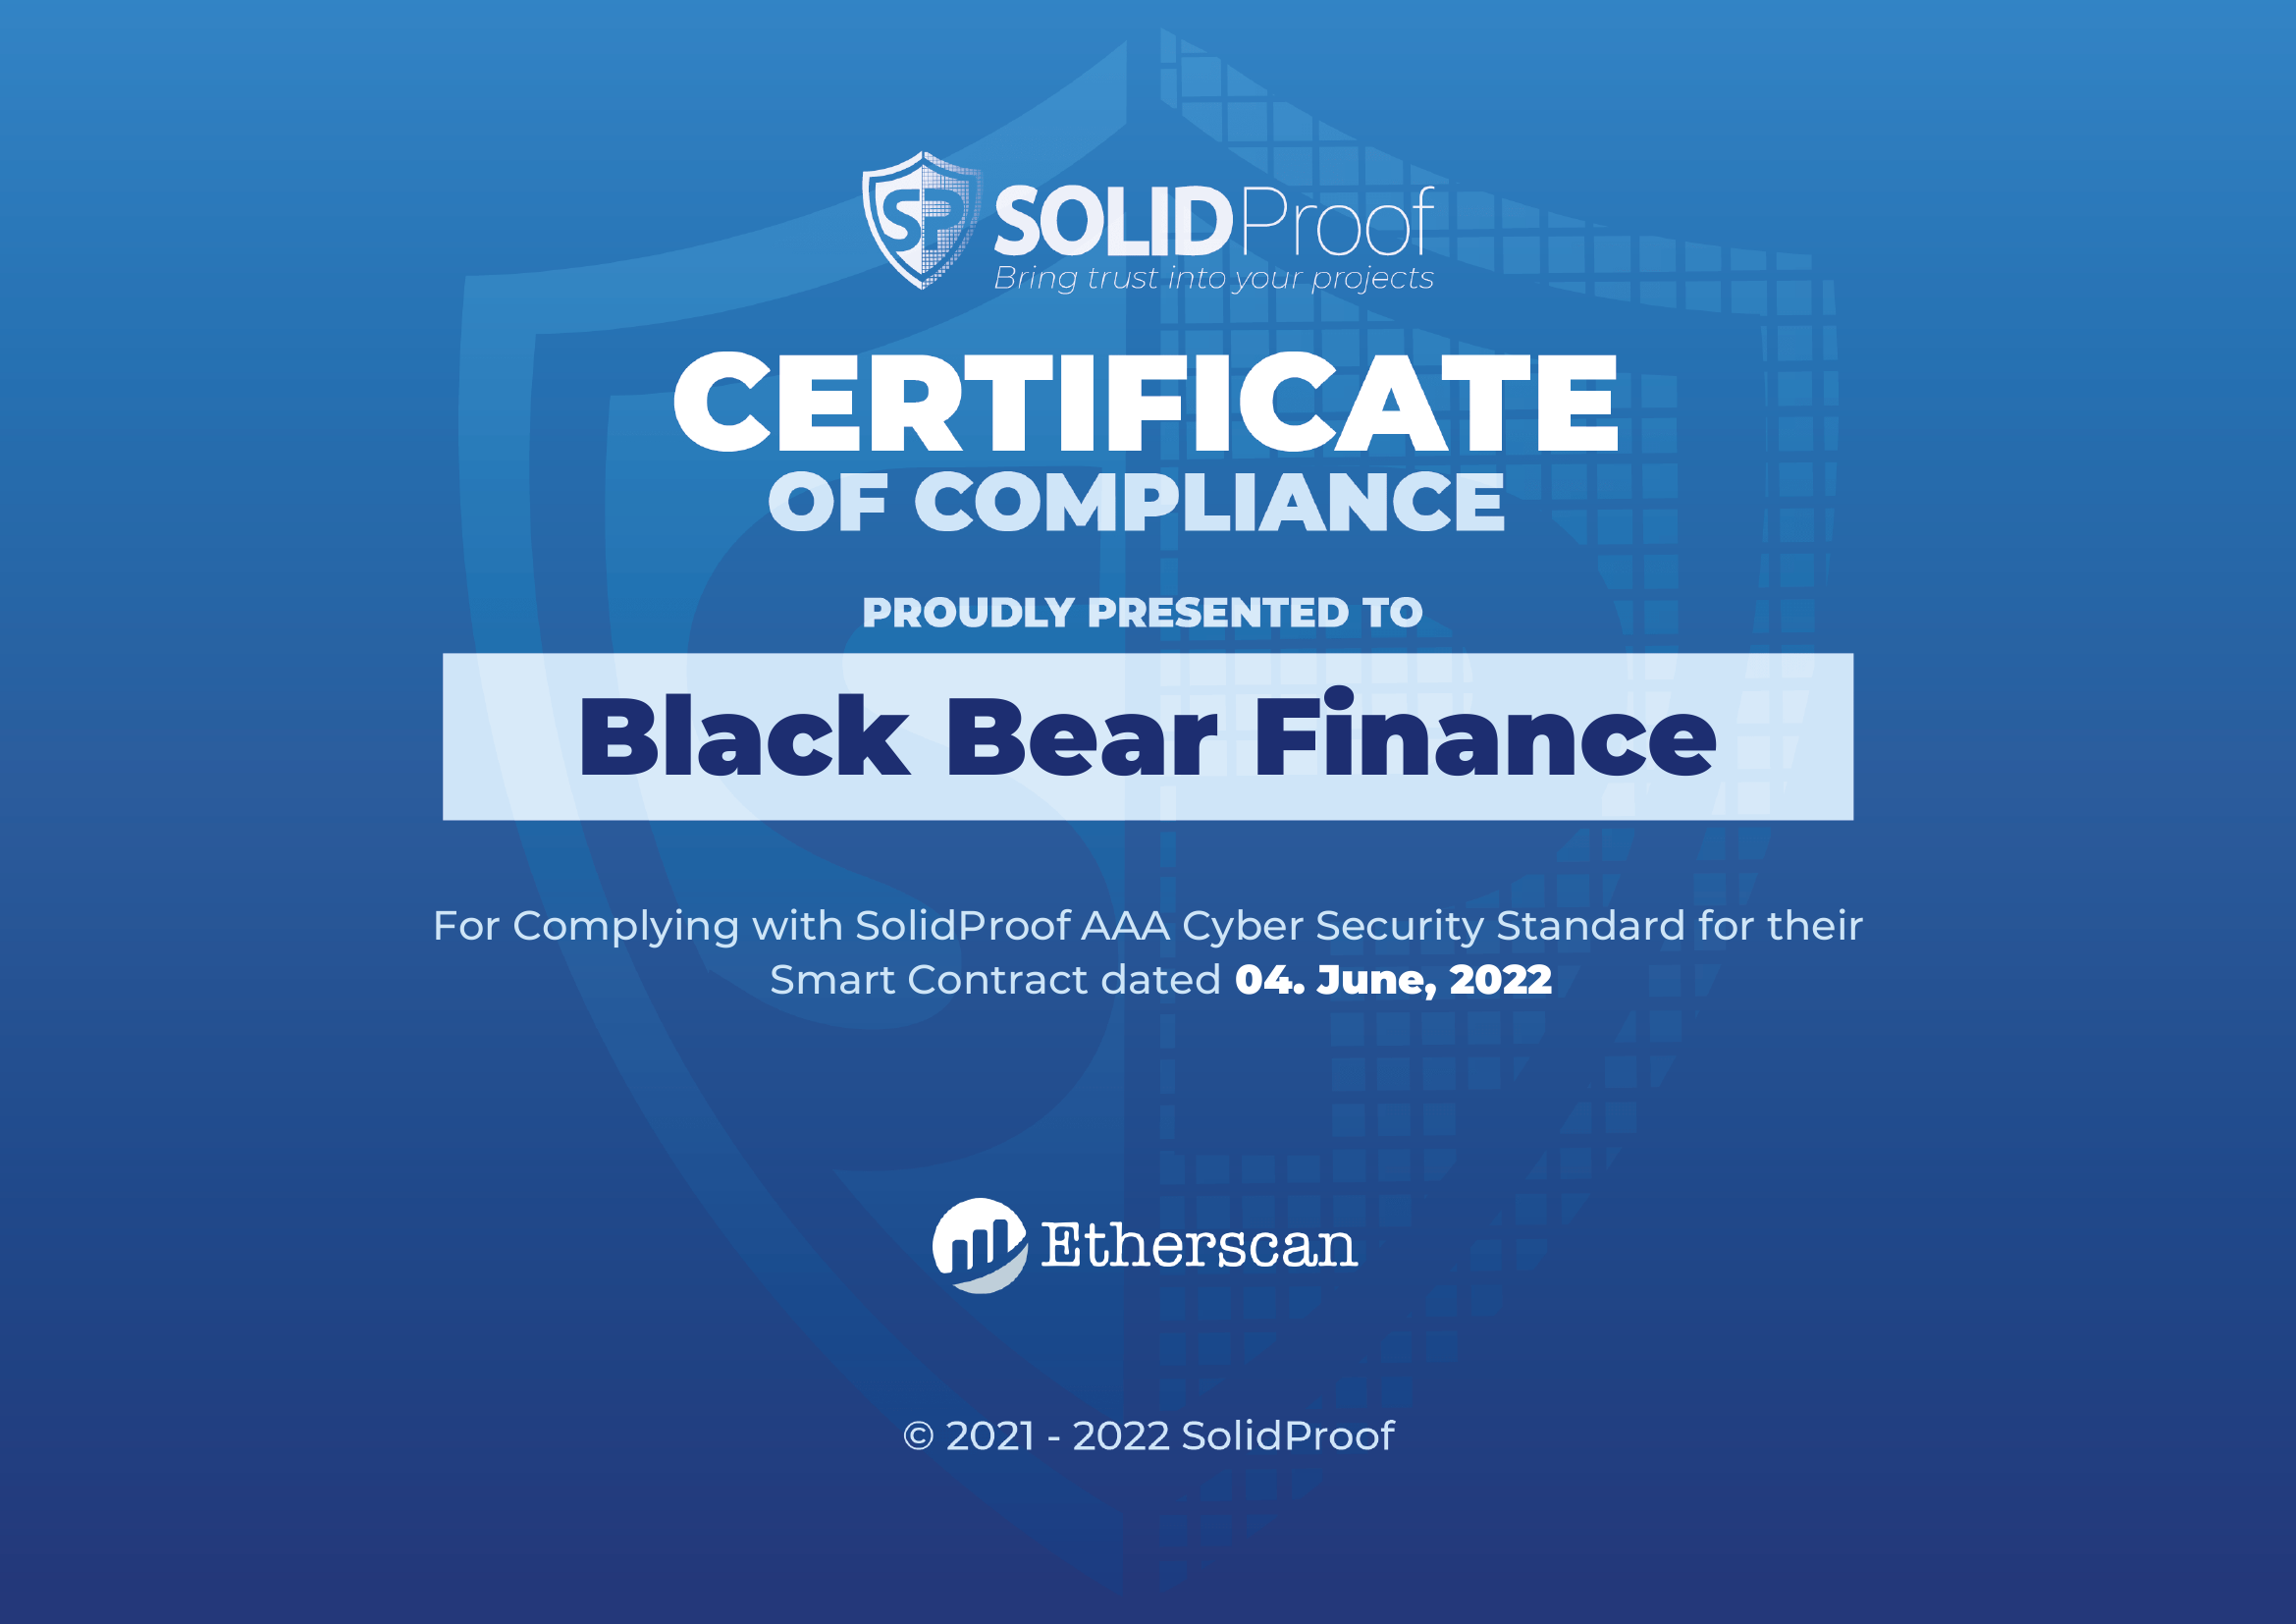 SP SOLIDProof
Bring trust into your projects
CERTIFICATE
OF COMPLIANCE
PROUDLY PRESENTED TO
Black Bear Finance
For Complying with SolidProof AAA Cyber Security Standard for their
Smart Contract dated 04. June, 2022
Etherscan
© 2021 - 2022 SolidProof